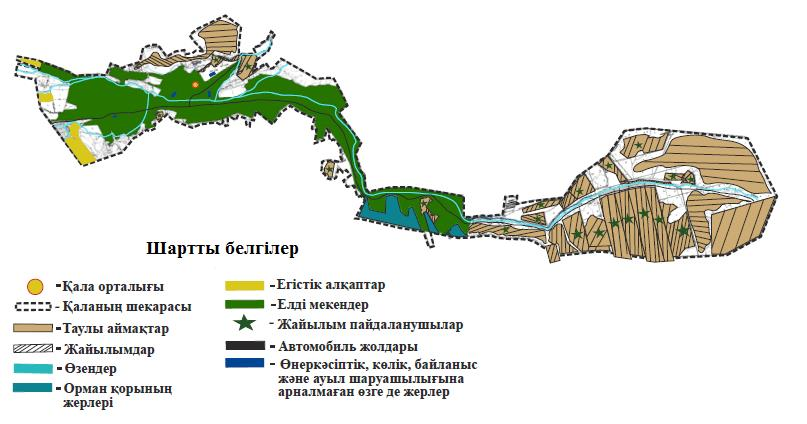 Шартты белгілер
-Қала орталығы
-Қаланың шекарасы
-Таулы аймақтар
-Жайылымдар
-Өзендер
-Орман қорының
жерлері
-Егістік алқаптар
-Елді мекендер
- Жайылым пайдаланушылар
- Автомобиль жолдары
- Өнеркәсіптік, көлік, байланыс
және ауыл шаруашылығына
арналмаған өзге де жерлер